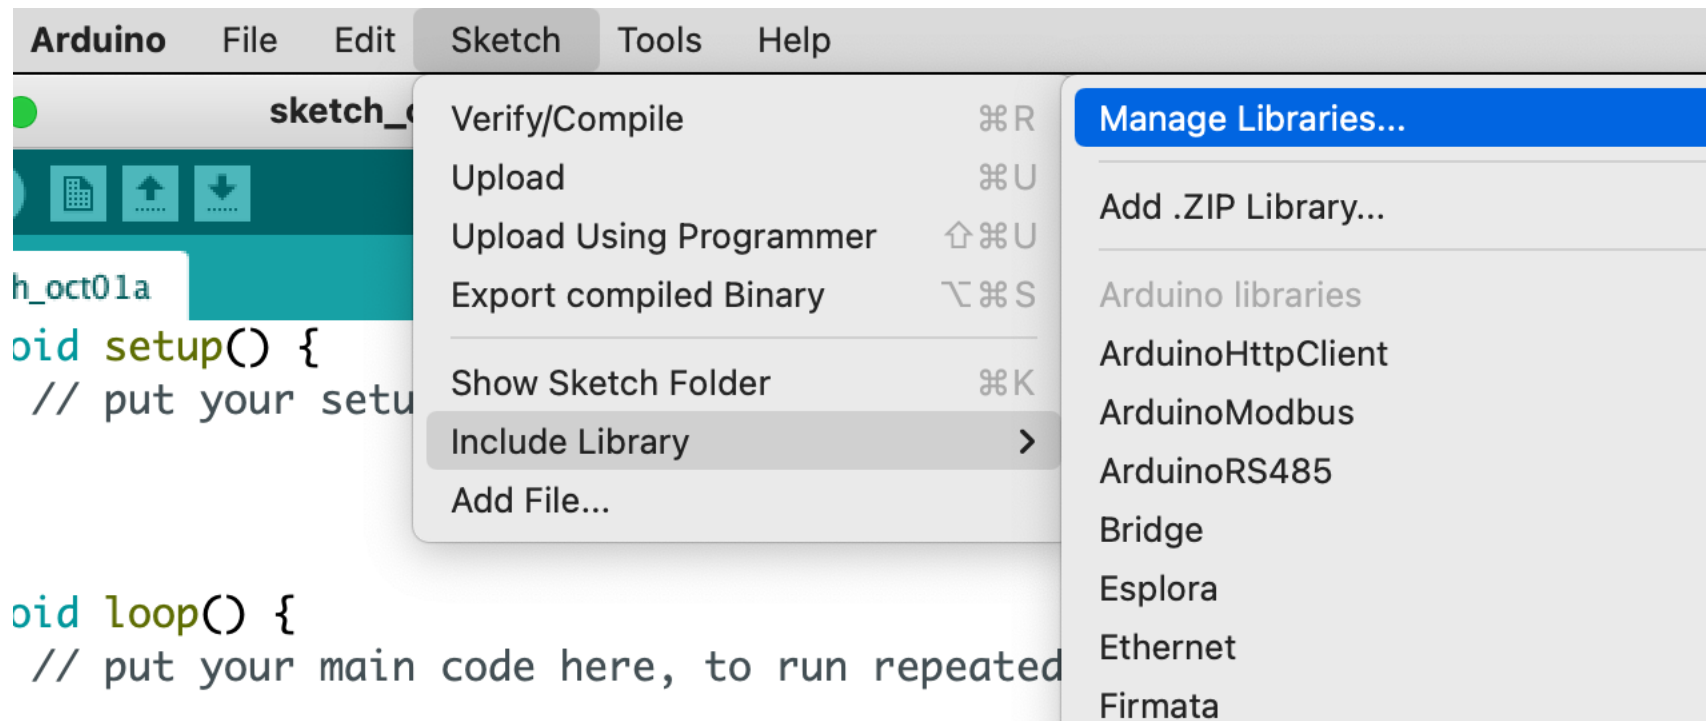 Arduino File Edit Sketch Tools Help
sketch_
Verify/Compile ⌘R
Upload ⌘U
Upload Using Programmer ⇧⌘U
Export compiled Binary ⌥⌘S
Show Sketch Folder ⌘K
Include Library
Add File...
Manage Libraries...
Add .ZIP Library...
Arduino libraries
ArduinoHttpClient
ArduinoModbus
ArduinoRS485
Bridge
Esplora
Ethernet
Firmata
h_oct01a
oid setup() {
// put your setu
oid loop() {
// put your main code here, to run repeated